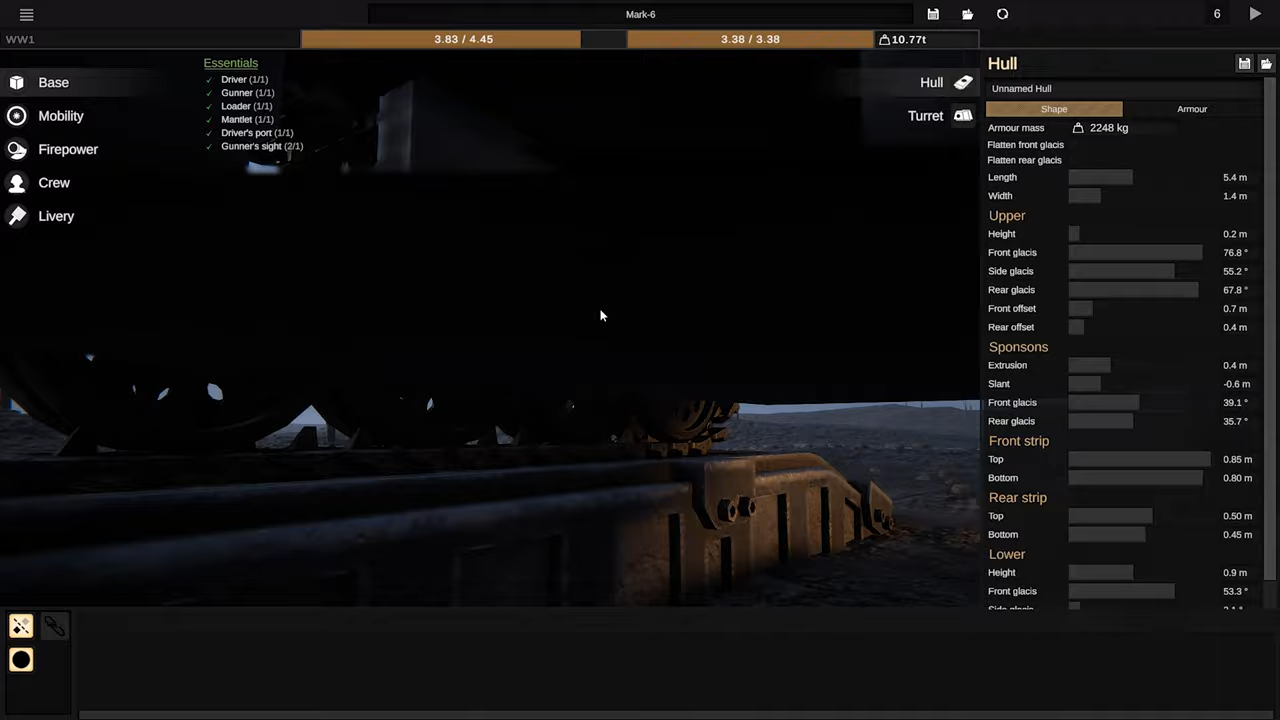 Mark-6
6
WW1
3.83 / 4.45
3.38 / 3.38
10.77t
Essentials
Driver (1/1)
Gunner (1/1)
Loader (1/1)
Mantlet (1/1)
Driver's port (1/1)
Gunner's sight (2/1)
Base
Mobility
Firepower
Crew
Livery
Hull
Turret
Hull
Unnamed Hull
Shape
Armour
Armour mass 2248 kg
Flatten front glacis
Flatten rear glacis
Length 5.4 m
Width 1.4 m
Upper
Height 0.2 m
Front glacis 76.8 °
Side glacis 55.2 °
Rear glacis 67.8 °
Front offset 0.7 m
Rear offset 0.4 m
Sponsons
Extrusion 0.4 m
Slant -0.6 m
Front glacis 39.1 °
Rear glacis 35.7 °
Front strip
Top 0.85 m
Bottom 0.80 m
Rear strip
Top 0.50 m
Bottom 0.45 m
Lower
Height 0.9 m
Front glacis 53.3 °